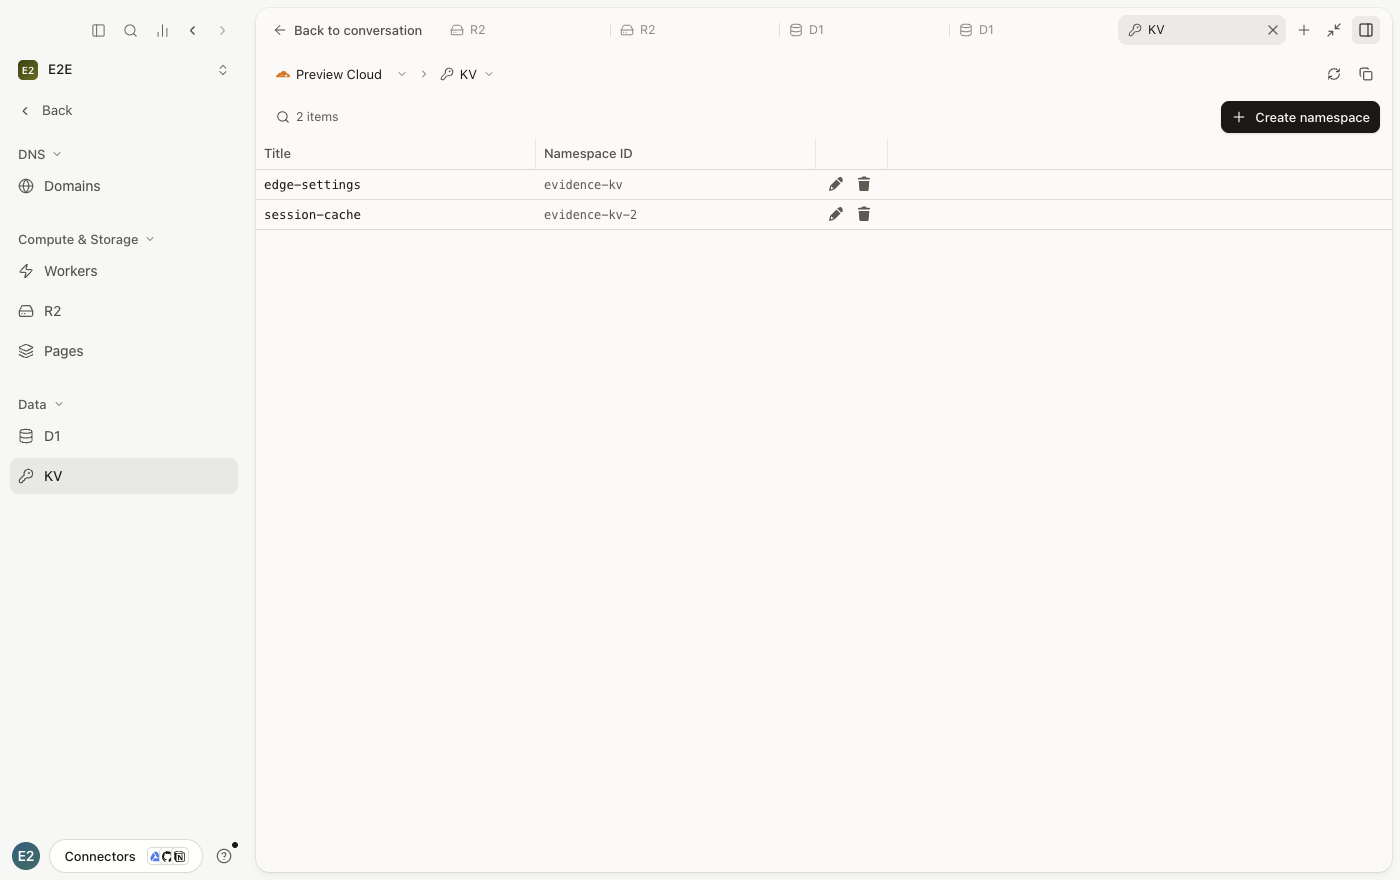 Back to conversation
R2
R2
D1
D1
KV
E2 E2E
Preview Cloud
KV
Back
2 items
Create namespace
Title
Namespace ID
DNS
edge-settings
evidence-kv
Domains
session-cache
evidence-kv-2
Compute & Storage
Workers
R2
Pages
Data
D1
KV
E2
Connectors